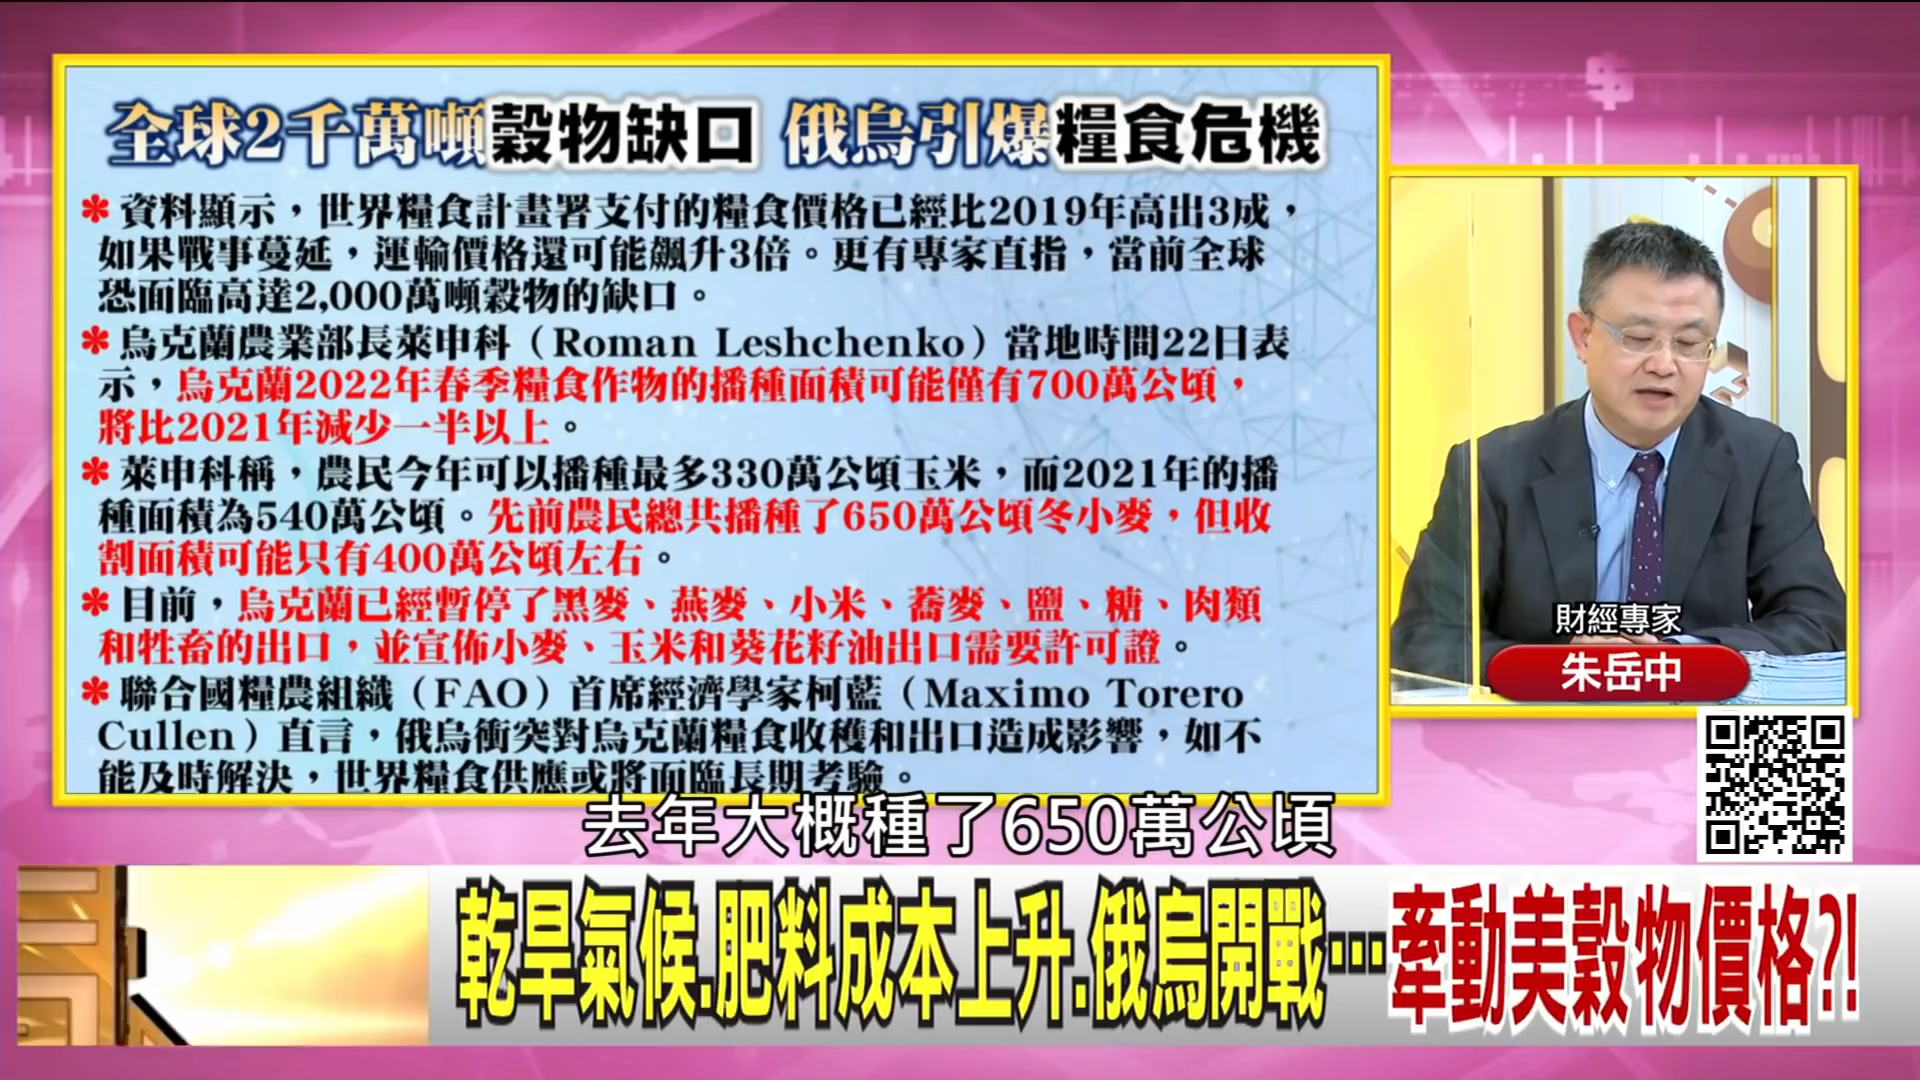 全球2千萬噸穀物缺口 俄烏引爆糧食危機
* 資料顯示，世界糧食計畫署支付的糧食價格已經比2019年高出3成，
如果戰事蔓延，運輸價格還可能飆升3倍。更有專家直指，當前全球
恐面臨高達2,000萬噸穀物的缺口。
* 烏克蘭農業部長萊申科（Roman Leshchenko）當地時間22日表
示，烏克蘭2022年春季糧食作物的播種面積可能僅有700萬公頃，
將比2021年減少一半以上。
* 萊申科稱，農民今年可以播種最多330萬公頃玉米，而2021年的播
種面積為540萬公頃。先前農民總共播種了650萬公頃冬小麥，但收
割面積可能只有400萬公頃左右。
* 目前，烏克蘭已經暫停了黑麥、燕麥、小米、蕎麥、鹽、糖、肉類
和牲畜的出口，並宣佈小麥、玉米和葵花籽油出口需要許可證。
* 聯合國糧農組織（FAO）首席經濟學家柯藍（Maximo Torero
Cullen）直言，俄烏衝突對烏克蘭糧食收穫和出口造成影響，如不
能及時解決，世界糧食供應或將面臨長期考驗。
財經專家
朱岳中
去年大概種了650萬公頃
乾旱氣候.肥料成本上升.俄烏開戰…牽動美穀物價格?!